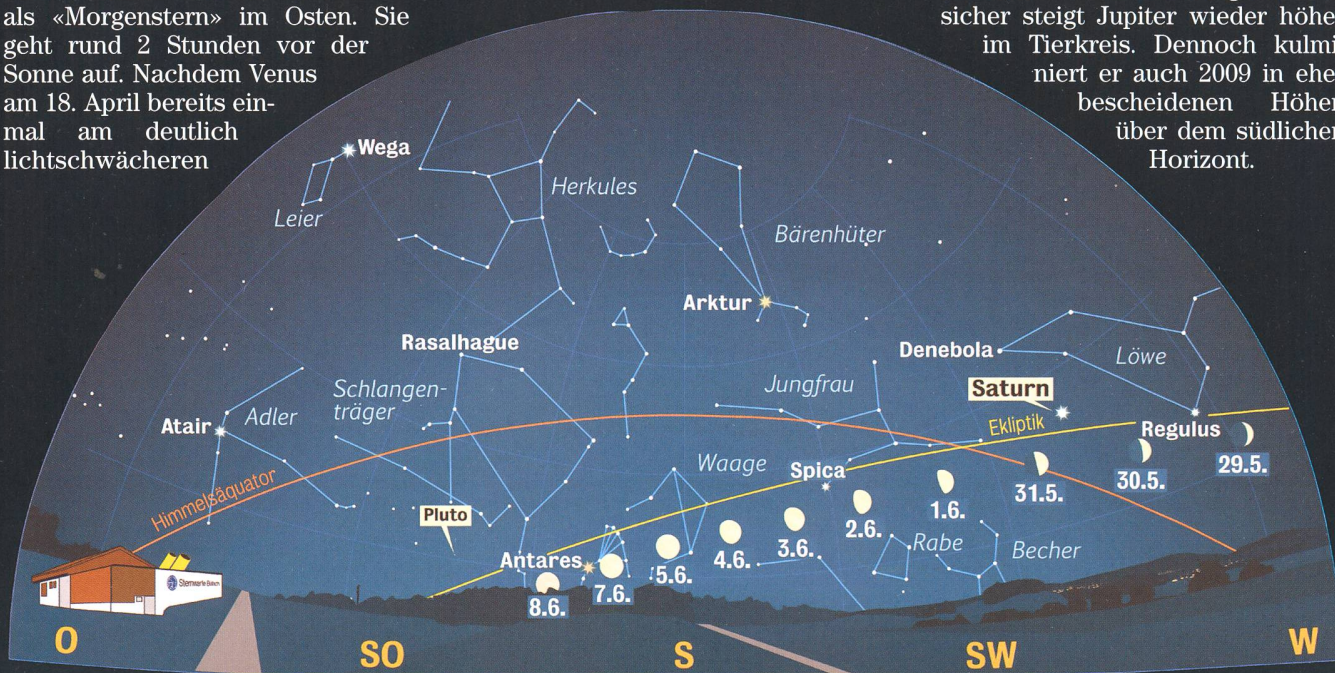 als «Morgenstern» im Osten. Sie
geht rund 2 Stunden vor der
Sonne auf. Nachdem Venus
am 18. April bereits ein-
mal am deutlich
lichtschwächeren
sicher steigt Jupiter wieder höhe
im Tierkreis. Dennoch kulmi
niert er auch 2009 in ehe
bescheidenen Höhen
über dem südlichen
Horizont.
Wega
Leier
Herkules
Bärenhüter
Arktur
Rasalhague
Denebola
Löwe
Schlangen-
träger
Jungfrau
Saturn
Adler
Atair
Ekliptik
Regulus
Himmelsäquator
Waage
Spica
29.5.
30.5.
31.5.
1.6.
2.6.
3.6.
4.6.
5.6.
7.6.
8.6.
Pluto
Antares
Rabe
Becher
Sternwarte Bülach
O
SO
S
SW
W